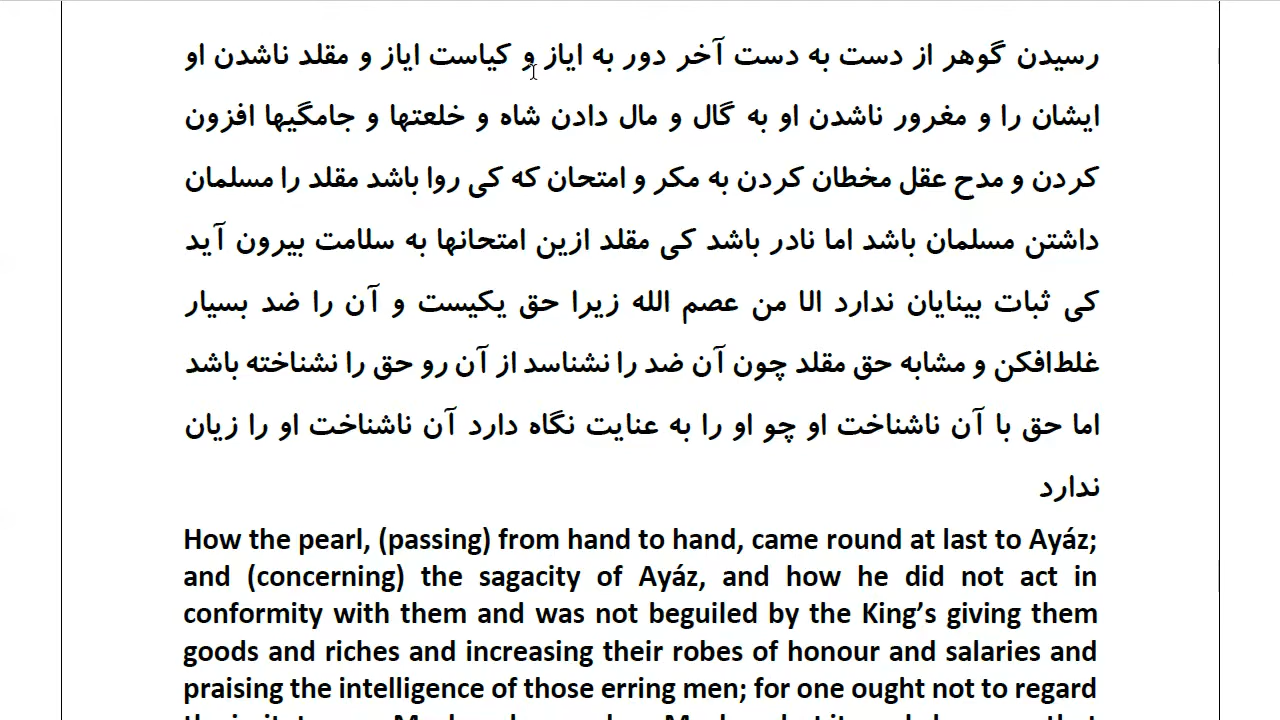 رسیدن گوهر از دست به دست آخر دور به ایاز و کیاست ایاز و مقلد ناشدن او
ایشان را و مغرور ناشدن او به گال و مال دادن شاه و خلعتها و جامگیها افزون
کردن و مدح عقل مخطان کردن به مکر و امتحان که کی روا باشد مقلد را مسلمان
داشتن مسلمان باشد اما نادر باشد کی مقلد ازین امتحانها به سلامت بیرون آید
کی ثبات بینایان ندارد الا من عصم الله زیرا حق یکیست و آن را ضد بسیار
غلط‌افکن و مشابه حق مقلد چون آن ضد را نشناسد از آن رو حق را نشناخته باشد
اما حق با آن ناشناخت او چو او را به عنایت نگاه دارد آن ناشناخت او را زیان
ندارد
How the pearl, (passing) from hand to hand, came round at last to Ayáz;
and (concerning) the sagacity of Ayáz, and how he did not act in
conformity with them and was not beguiled by the King’s giving them
goods and riches and increasing their robes of honour and salaries and
praising the intelligence of those erring men; for one ought not to regard